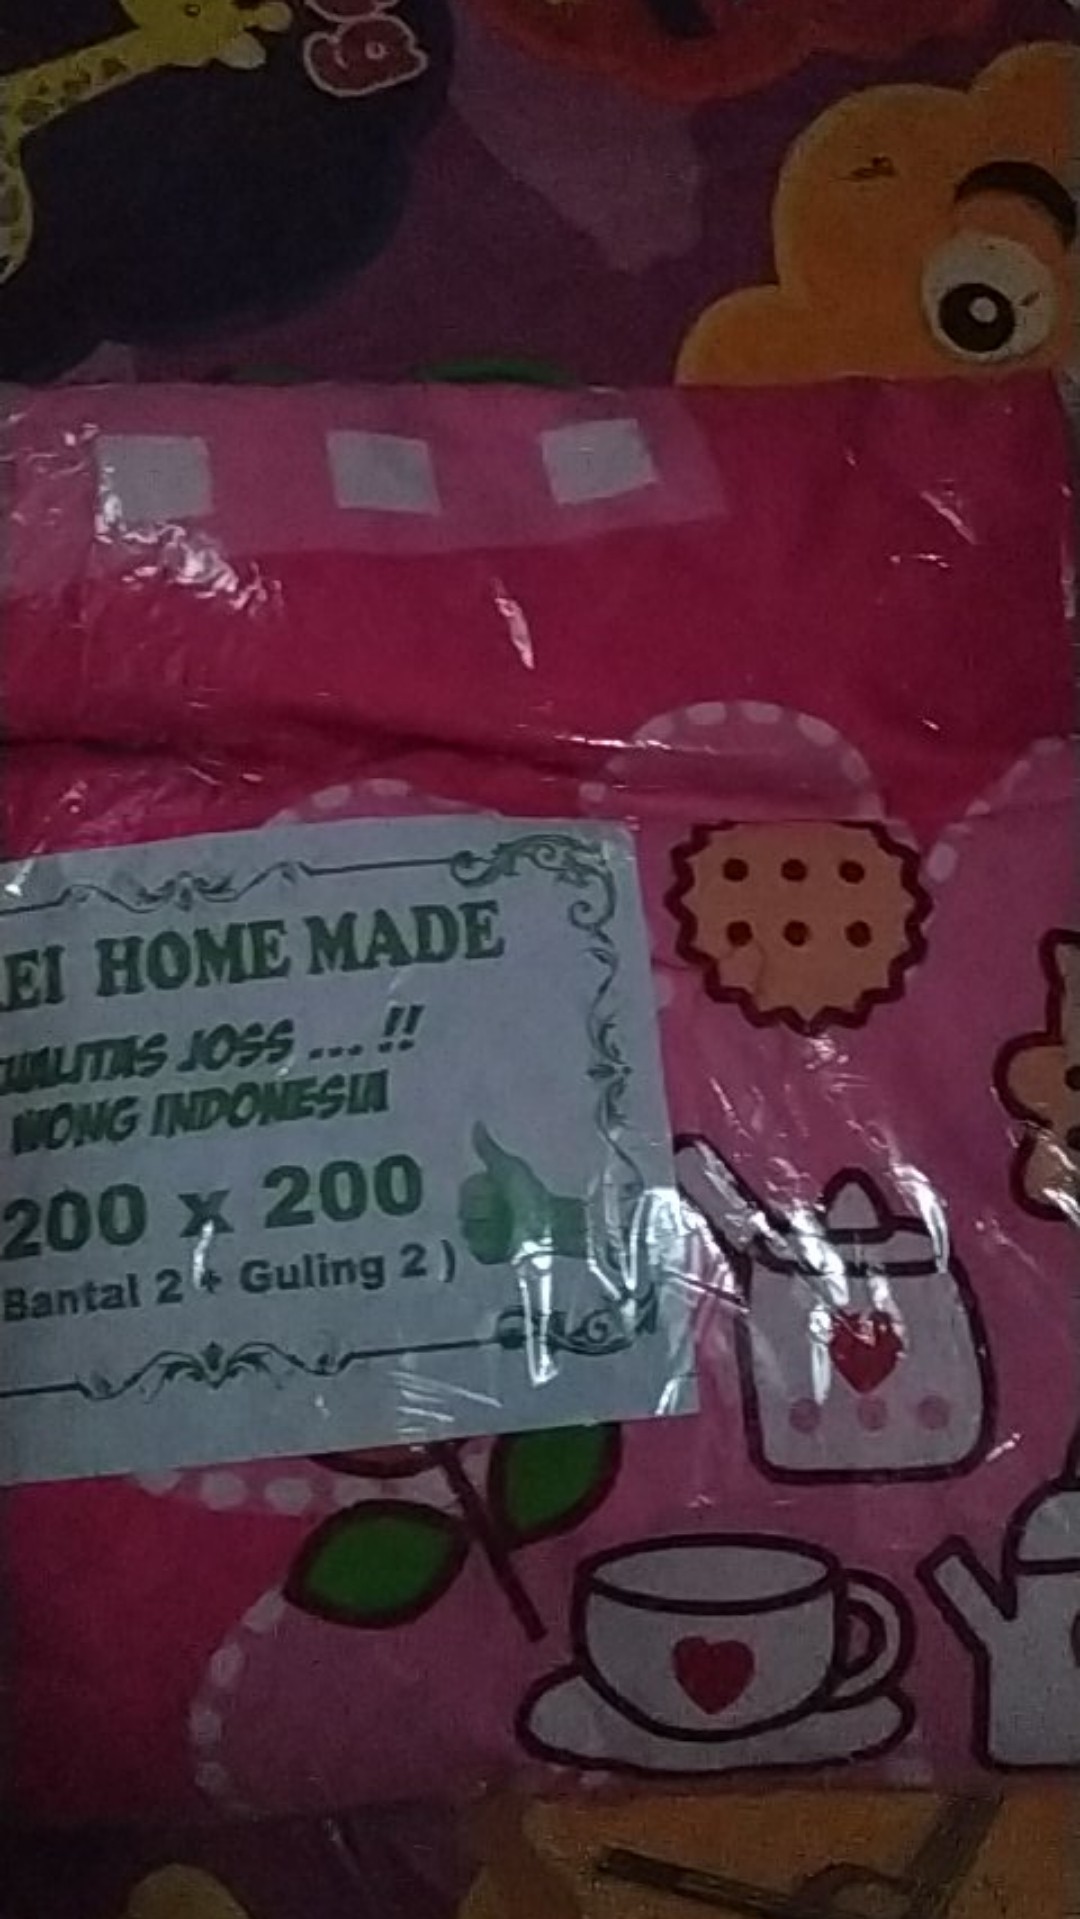 EI HOME MADE
UALITAS JOSS ... !!
WONG INDONESIA
200 x 200
Bantal 2 + Guling 2 )